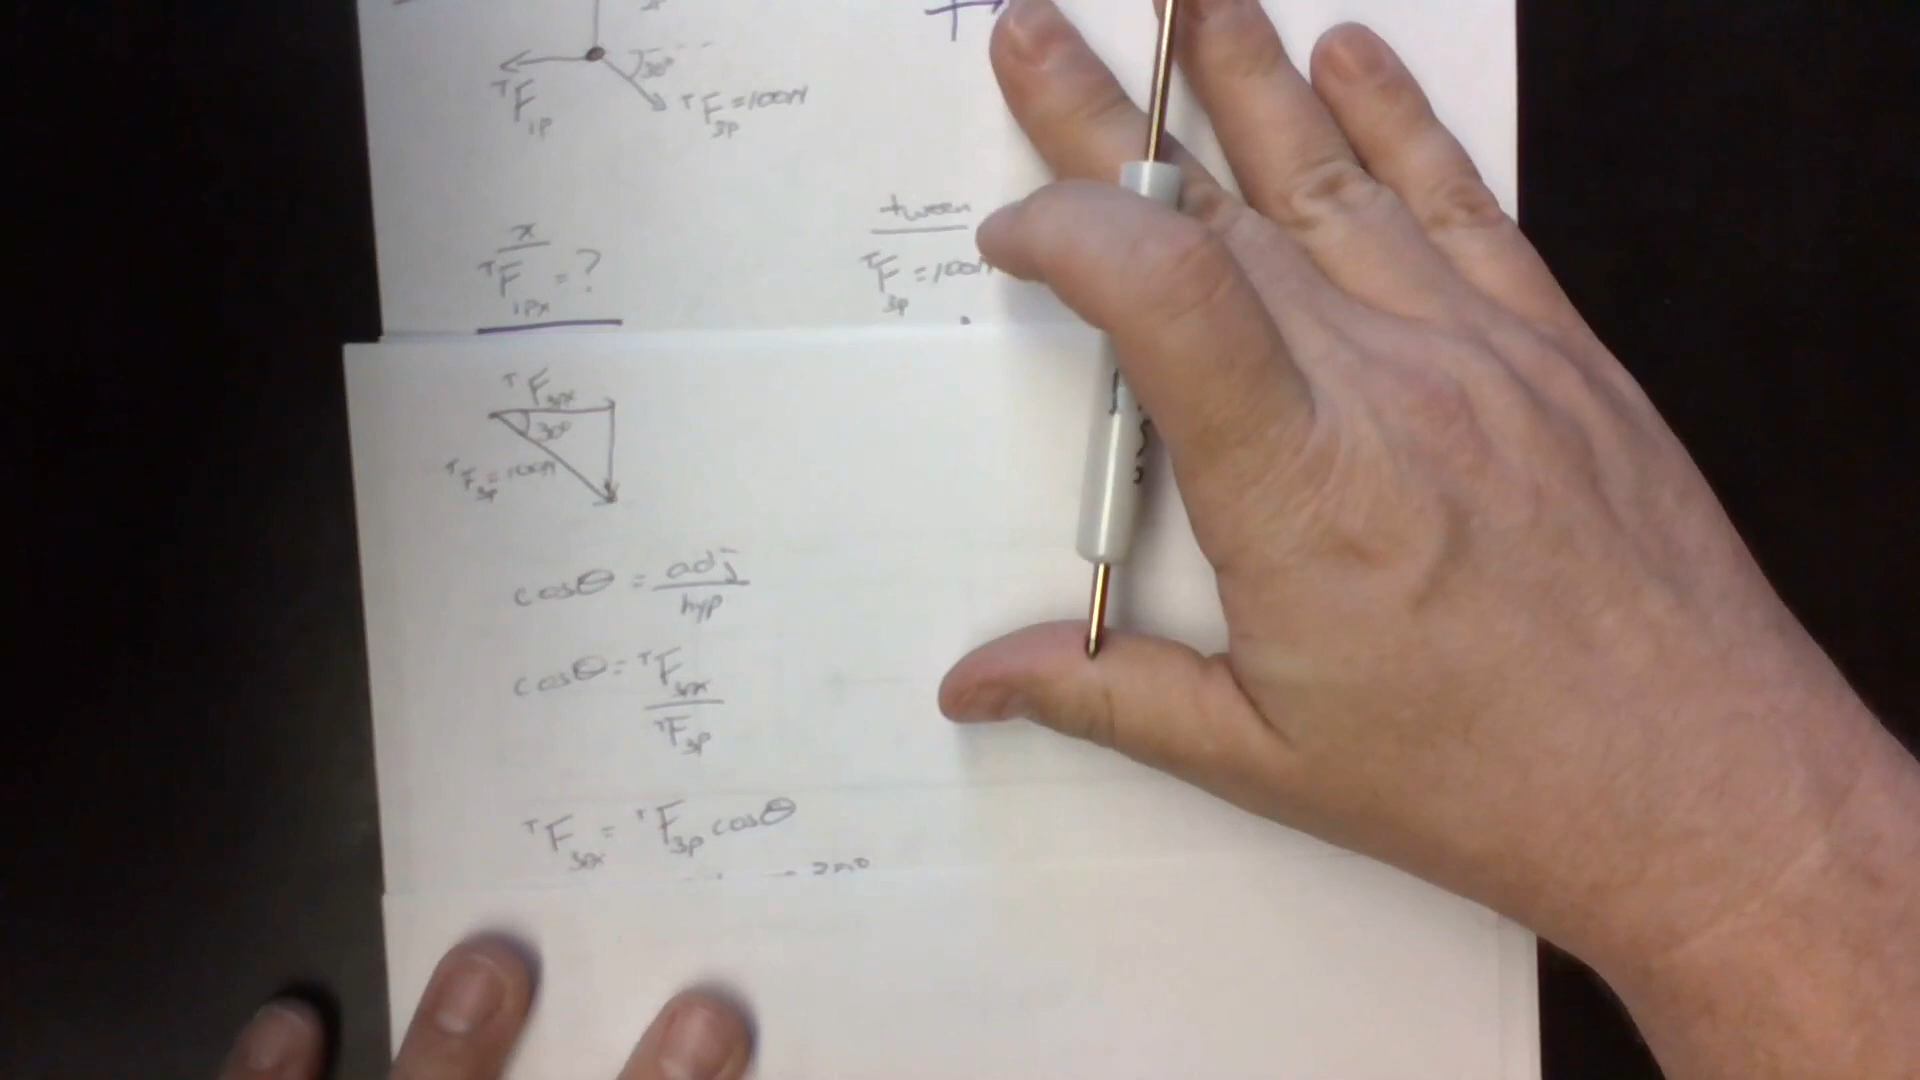 30°
ᵀF₁ₚ
ᵀF₃ₚ=100N
x
ᵀF₁ₚₓ=?
tween
ᵀF₃ₚ=100N
ᵀF₃ₚₓ
30°
ᵀF₃ₚ=100N
cosθ = adj
hyp
cosθ = ᵀF₃ₚₓ
ᵀF₃ₚ
ᵀF₃ₚₓ = ᵀF₃ₚ cosθ